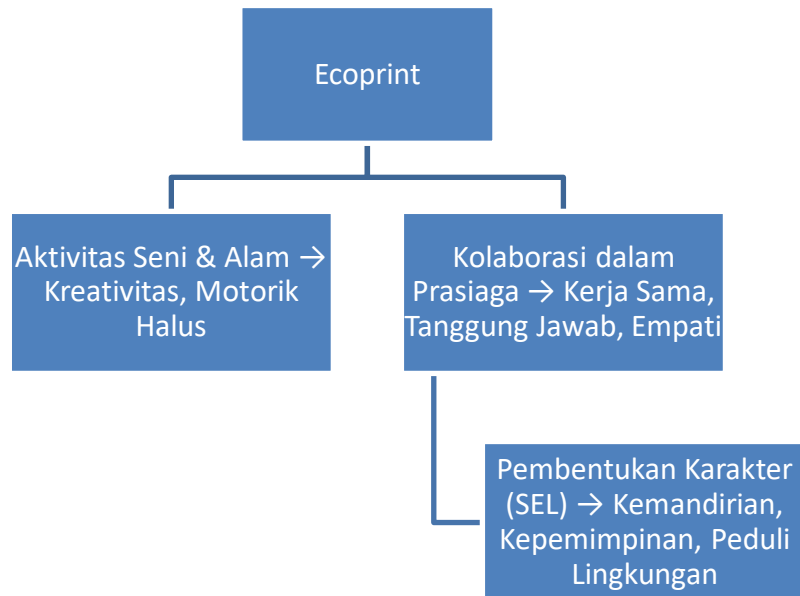 Ecoprint
Aktivitas Seni & Alam →
Kreativitas, Motorik
Halus
Kolaborasi dalam
Prasiaga → Kerja Sama,
Tanggung Jawab, Empati
Pembentukan Karakter
(SEL) → Kemandirian,
Kepemimpinan, Peduli
Lingkungan